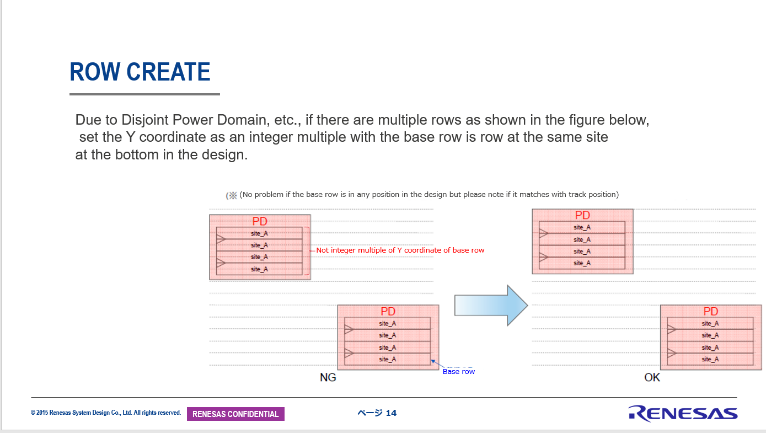 ROW CREATE
Due to Disjoint Power Domain, etc., if there are multiple rows as shown in the figure below,
set the Y coordinate as an integer multiple with the base row is row at the same site
at the bottom in the design.
(※ (No problem if the base row is in any position in the design but please note if it matches with track position)
PD
site_A
site_A
site_A
site_A
Not integer multiple of Y coordinate of base row
PD
site_A
site_A
site_A
site_A
Base row
NG
PD
site_A
site_A
site_A
site_A
PD
site_A
site_A
site_A
site_A
OK
© 2015 Renesas System Design Co., Ltd. All rights reserved.
RENESAS CONFIDENTIAL
ページ 14
RENESAS